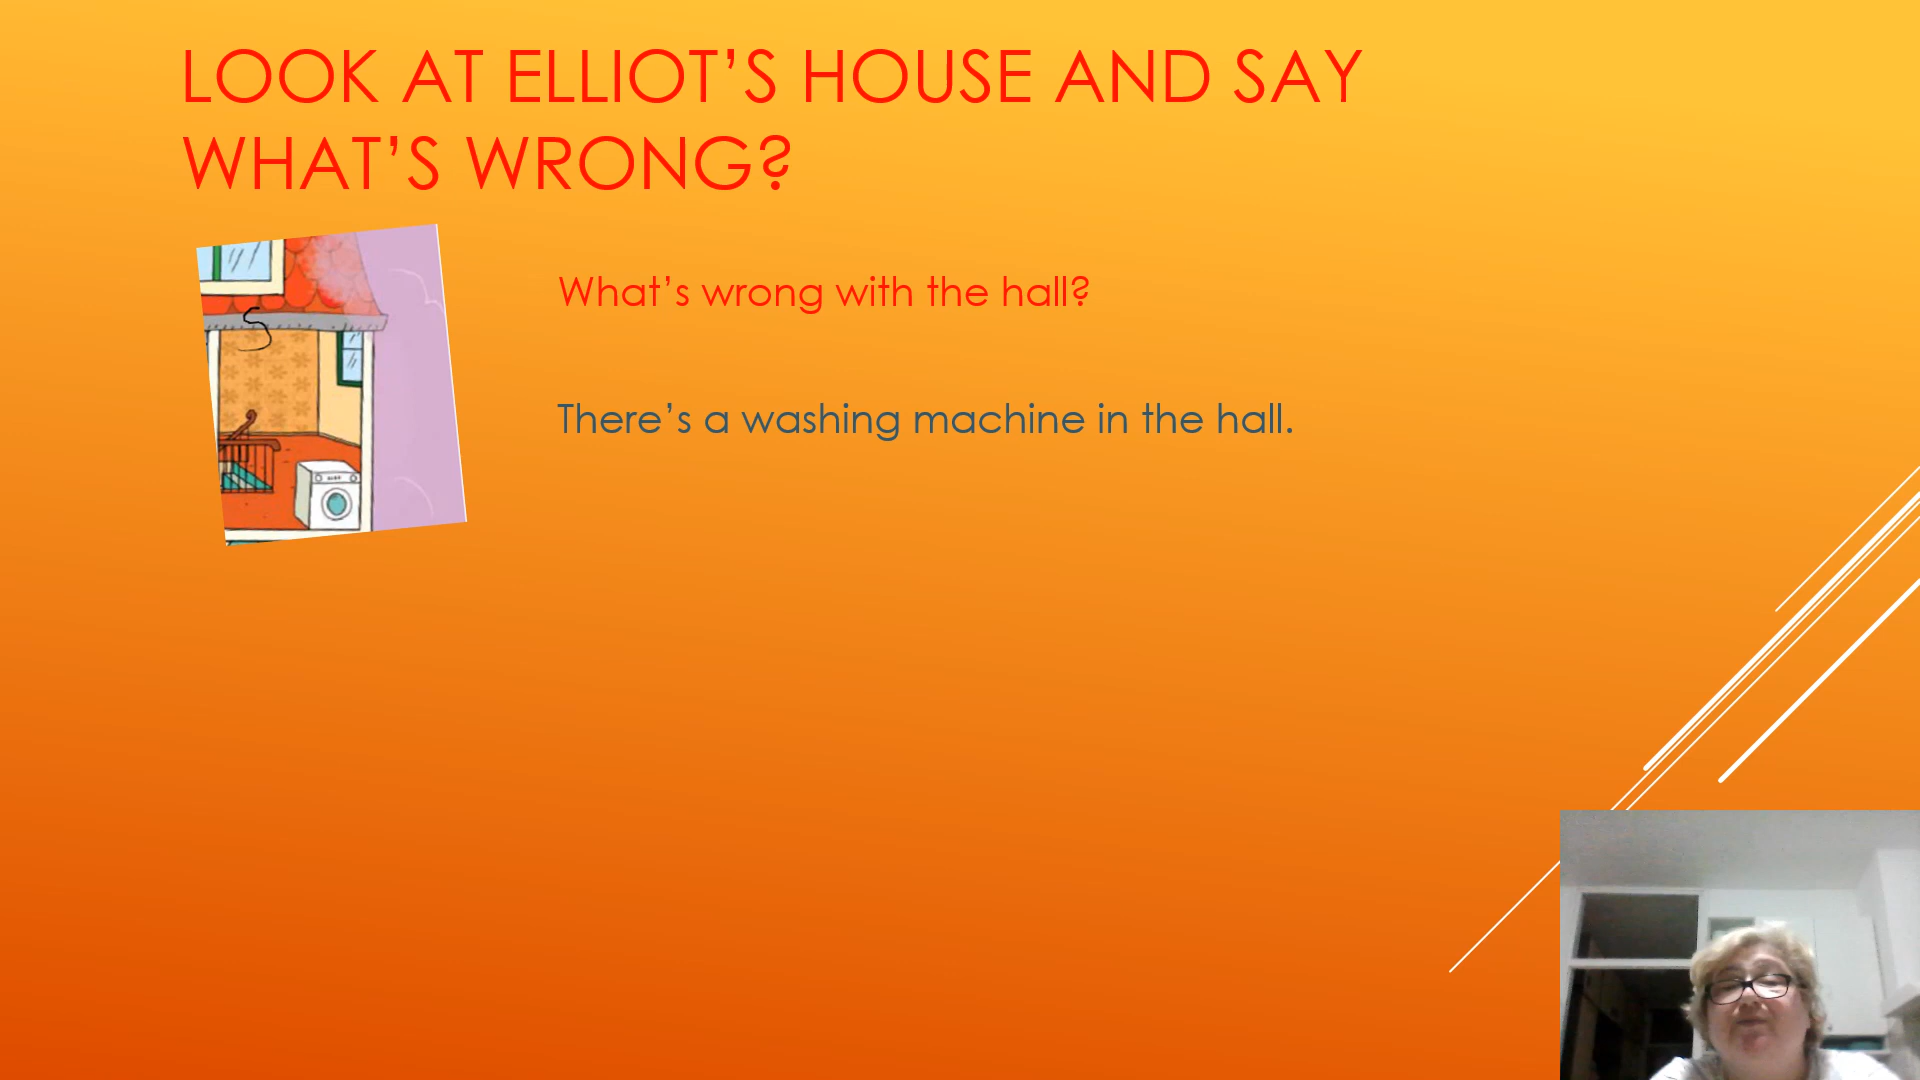 LOOK AT ELLIOT’S HOUSE AND SAY
WHAT’S WRONG?
What’s wrong with the hall?
There’s a washing machine in the hall.